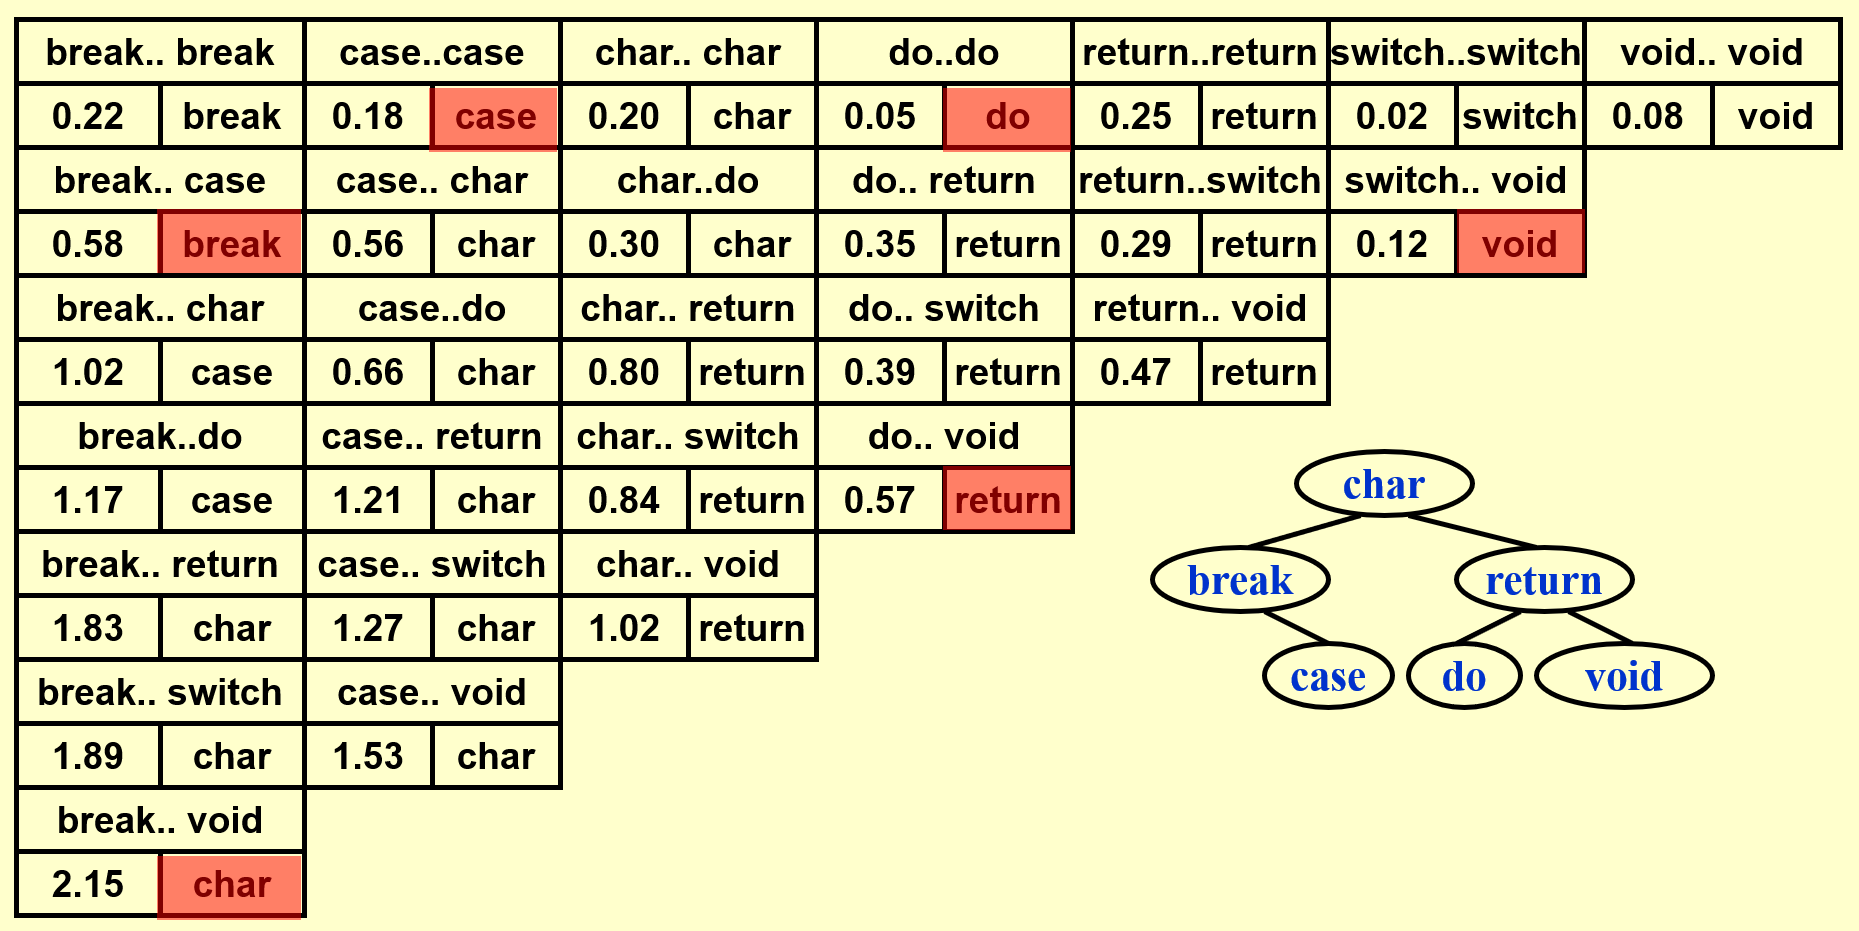 break.. break case..case char.. char do..do return..return switch..switch void.. void
0.22 break 0.18 case 0.20 char 0.05 do 0.25 return 0.02 switch 0.08 void
break.. case case.. char char..do do.. return return..switch switch.. void
0.58 break 0.56 char 0.30 char 0.35 return 0.29 return 0.12 void
break.. char case..do char.. return do.. switch return.. void
1.02 case 0.66 char 0.80 return 0.39 return 0.47 return
break..do case.. return char.. switch do.. void
1.17 case 1.21 char 0.84 return 0.57 return
break.. return case.. switch char.. void
1.83 char 1.27 char 1.02 return
break.. switch case.. void
1.89 char 1.53 char
break.. void
2.15 char
char
break return
case do void